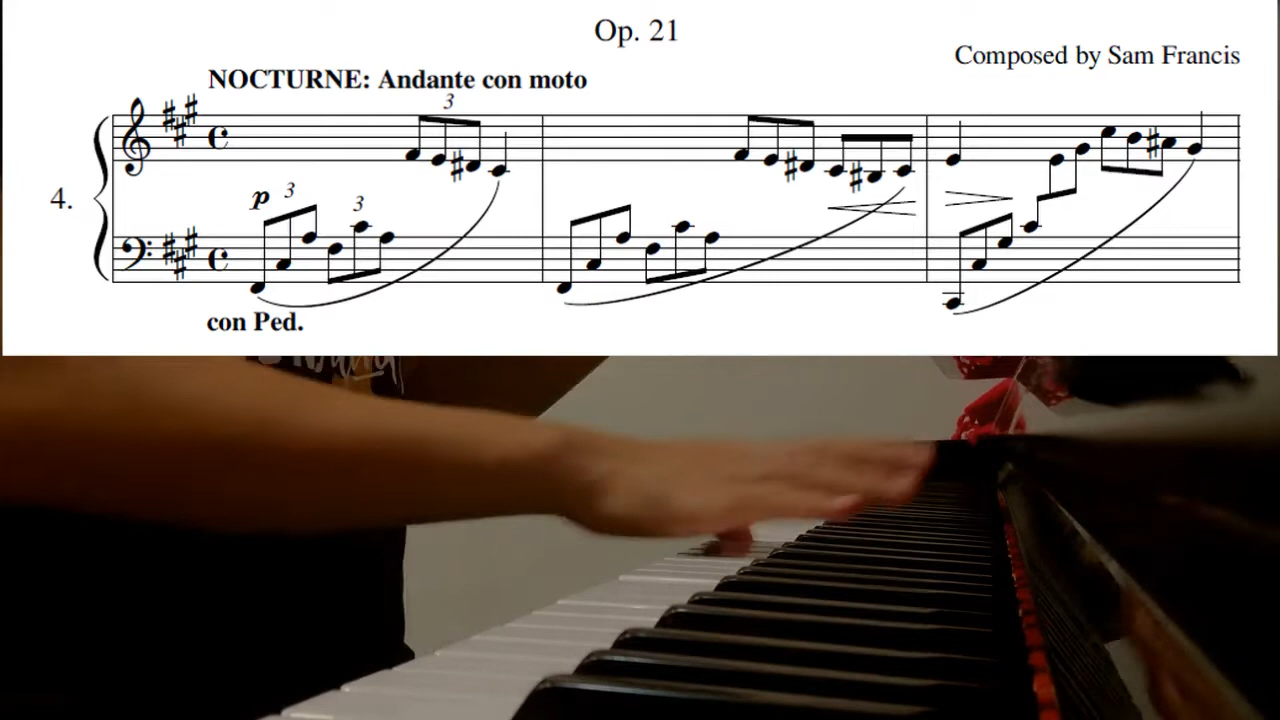 Op. 21
Composed by Sam Francis
NOCTURNE: Andante con moto
3
4.
p 3
3
con Ped.